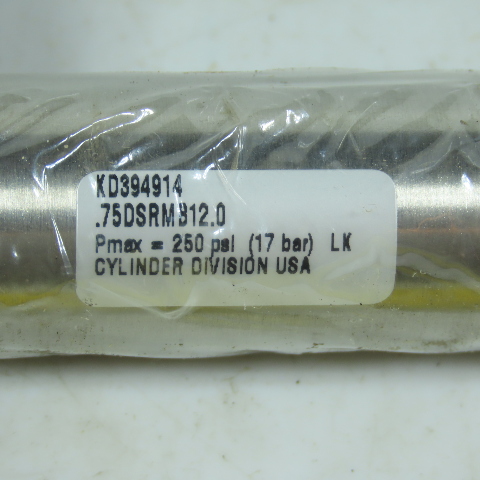 KD394914
.75DSRM312.0
Pmax = 250 psi (17 bar) LK
CYLINDER DIVISION USA